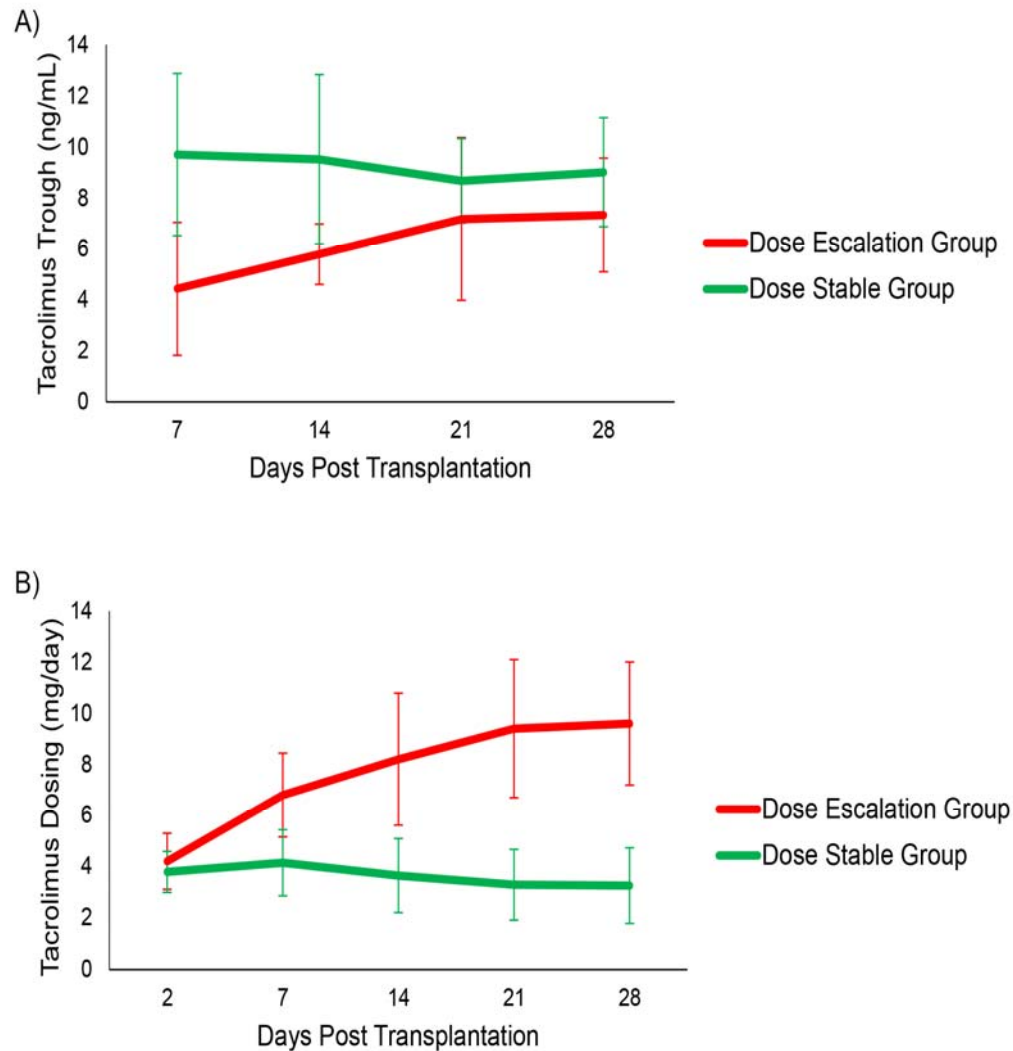 A)
Tacrolimus Trough (ng/mL)
14
12
10
8
6
4
2
0
7 14 21 28
Days Post Transplantation
Dose Escalation Group
Dose Stable Group
B)
Tacrolimus Dosing (mg/day)
14
12
10
8
6
4
2
0
2 7 14 21 28
Days Post Transplantation
Dose Escalation Group
Dose Stable Group